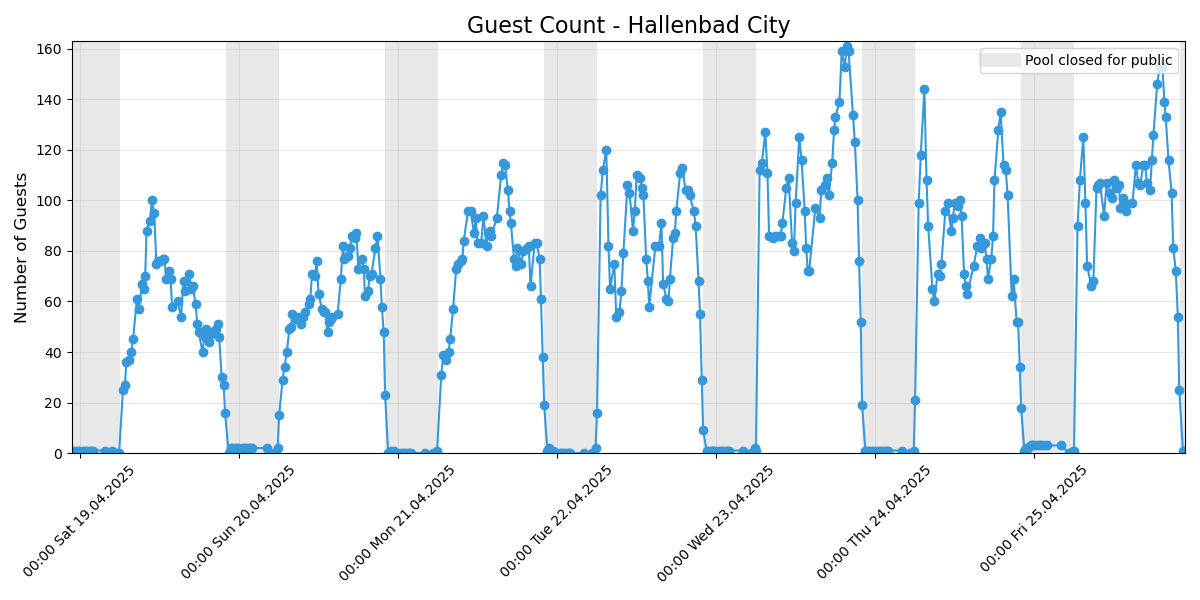 Guest Count - Hallenbad City
Pool closed for public
Number of Guests
160
140
120
100
80
60
40
20
0
00:00 Sat 19.04.2025
00:00 Sun 20.04.2025
00:00 Mon 21.04.2025
00:00 Tue 22.04.2025
00:00 Wed 23.04.2025
00:00 Thu 24.04.2025
00:00 Fri 25.04.2025